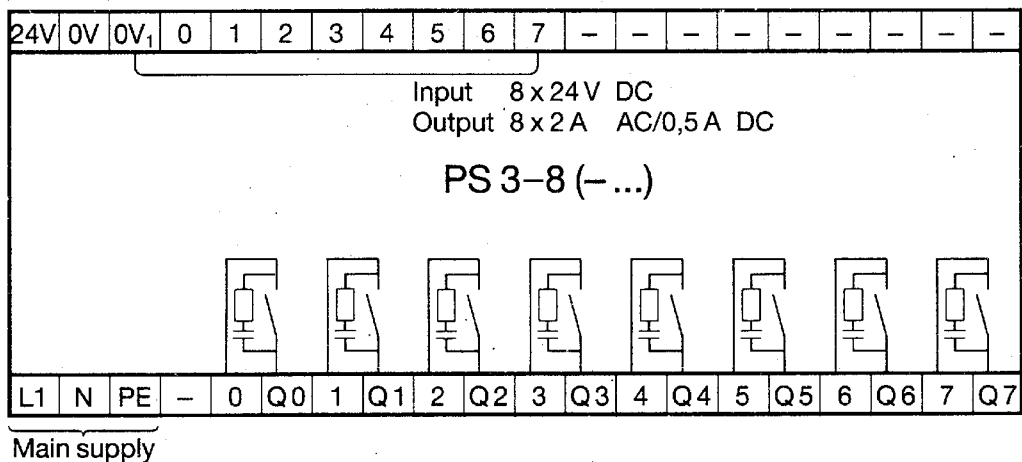 24V 0V 0V₁ 0 1 2 3 4 5 6 7 – – – – – – – – –
Input 8 x 24 V DC
Output 8 x 2 A AC/0,5 A DC
PS 3–8 (– ...)
L1 N PE – 0 Q0 1 Q1 2 Q2 3 Q3 4 Q4 5 Q5 6 Q6 7 Q7
Main supply